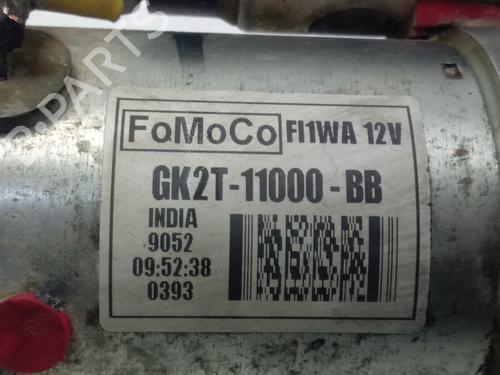 FoMoCo FI1WA 12V
GK2T-11000-BB
INDIA
9052
09:52:38
0393